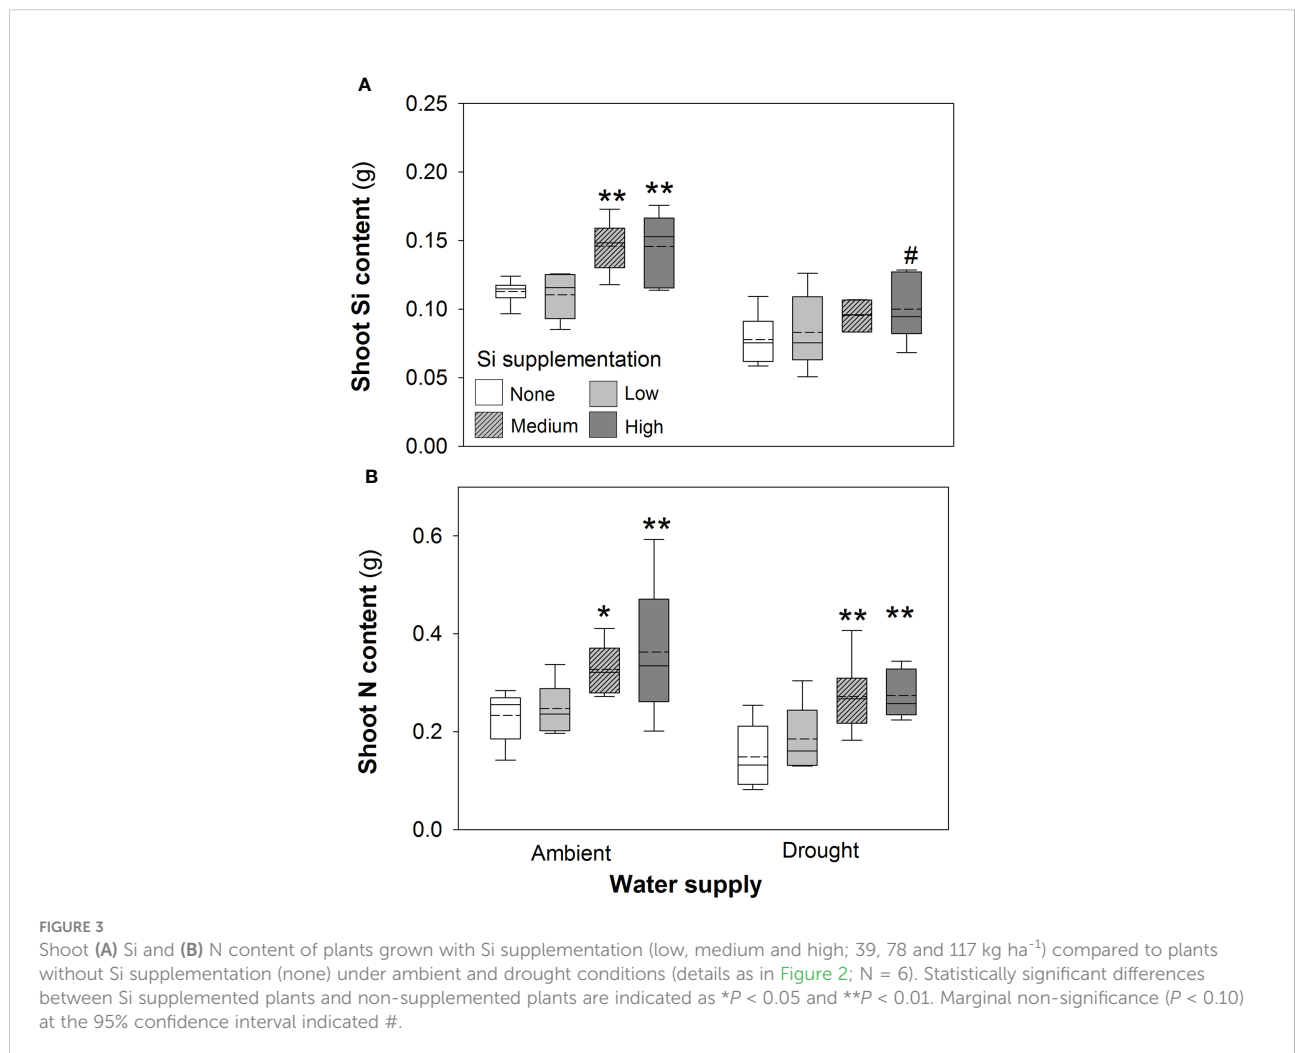 A
0.25
0.20
0.15
0.10
0.05
0.00
Shoot Si content (g)
** **
#
Si supplementation
None Low
Medium High
B
0.6
0.4
0.2
0.0
Shoot N content (g)
**
*
** **
Ambient Drought
Water supply
FIGURE 3
Shoot (A) Si and (B) N content of plants grown with Si supplementation (low, medium and high; 39, 78 and 117 kg ha⁻¹) compared to plants
without Si supplementation (none) under ambient and drought conditions (details as in Figure 2; N = 6). Statistically significant differences
between Si supplemented plants and non-supplemented plants are indicated as *P < 0.05 and **P < 0.01. Marginal non-significance (P < 0.10)
at the 95% confidence interval indicated #.